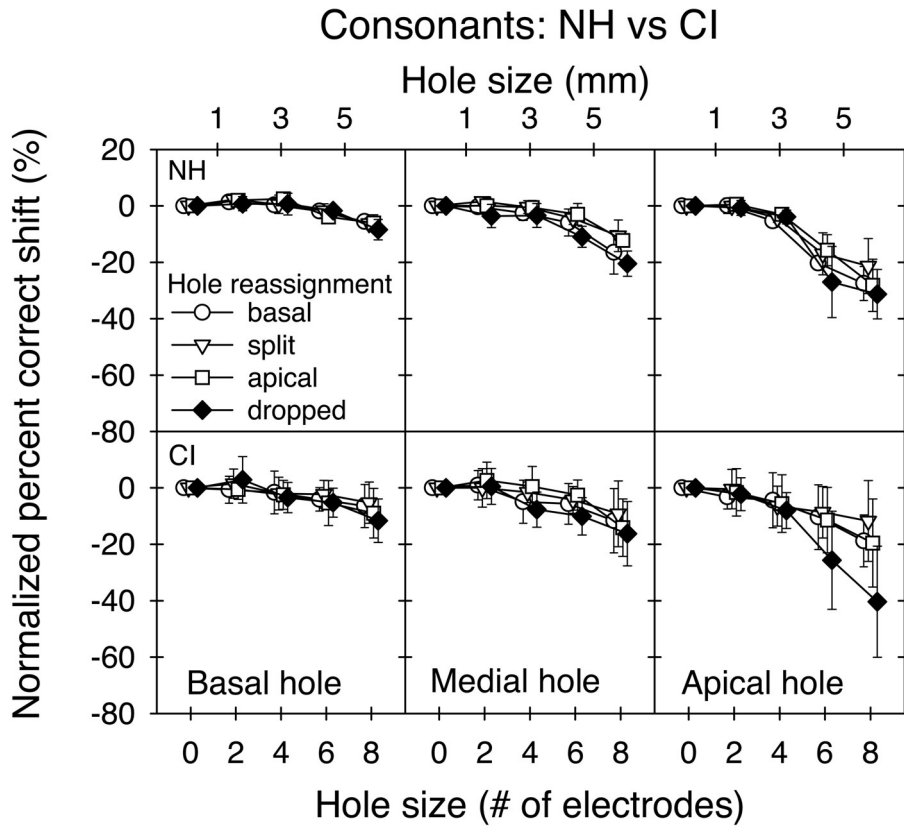 Consonants: NH vs CI
Hole size (mm)
1 3 5 1 3 5 1 3 5
Normalized percent correct shift (%)
20
0
-20
-40
-60
-80
NH
Hole reassignment
basal
split
apical
dropped
0
-20
-40
-60
-80
CI
Basal hole
Medial hole
Apical hole
0 2 4 6 8 0 2 4 6 8 0 2 4 6 8
Hole size (# of electrodes)